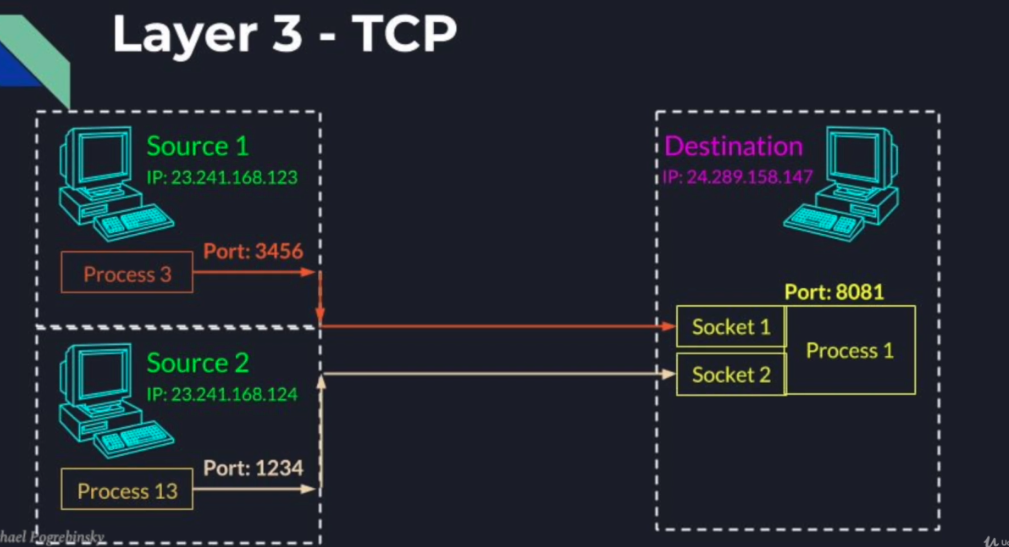 Layer 3 - TCP
Source 1
IP: 23.241.168.123
Port: 3456
Process 3
Source 2
IP: 23.241.168.124
Port: 1234
Process 13
Destination
IP: 24.289.158.147
Port: 8081
Socket 1
Socket 2
Process 1
hael Pogrebinsky